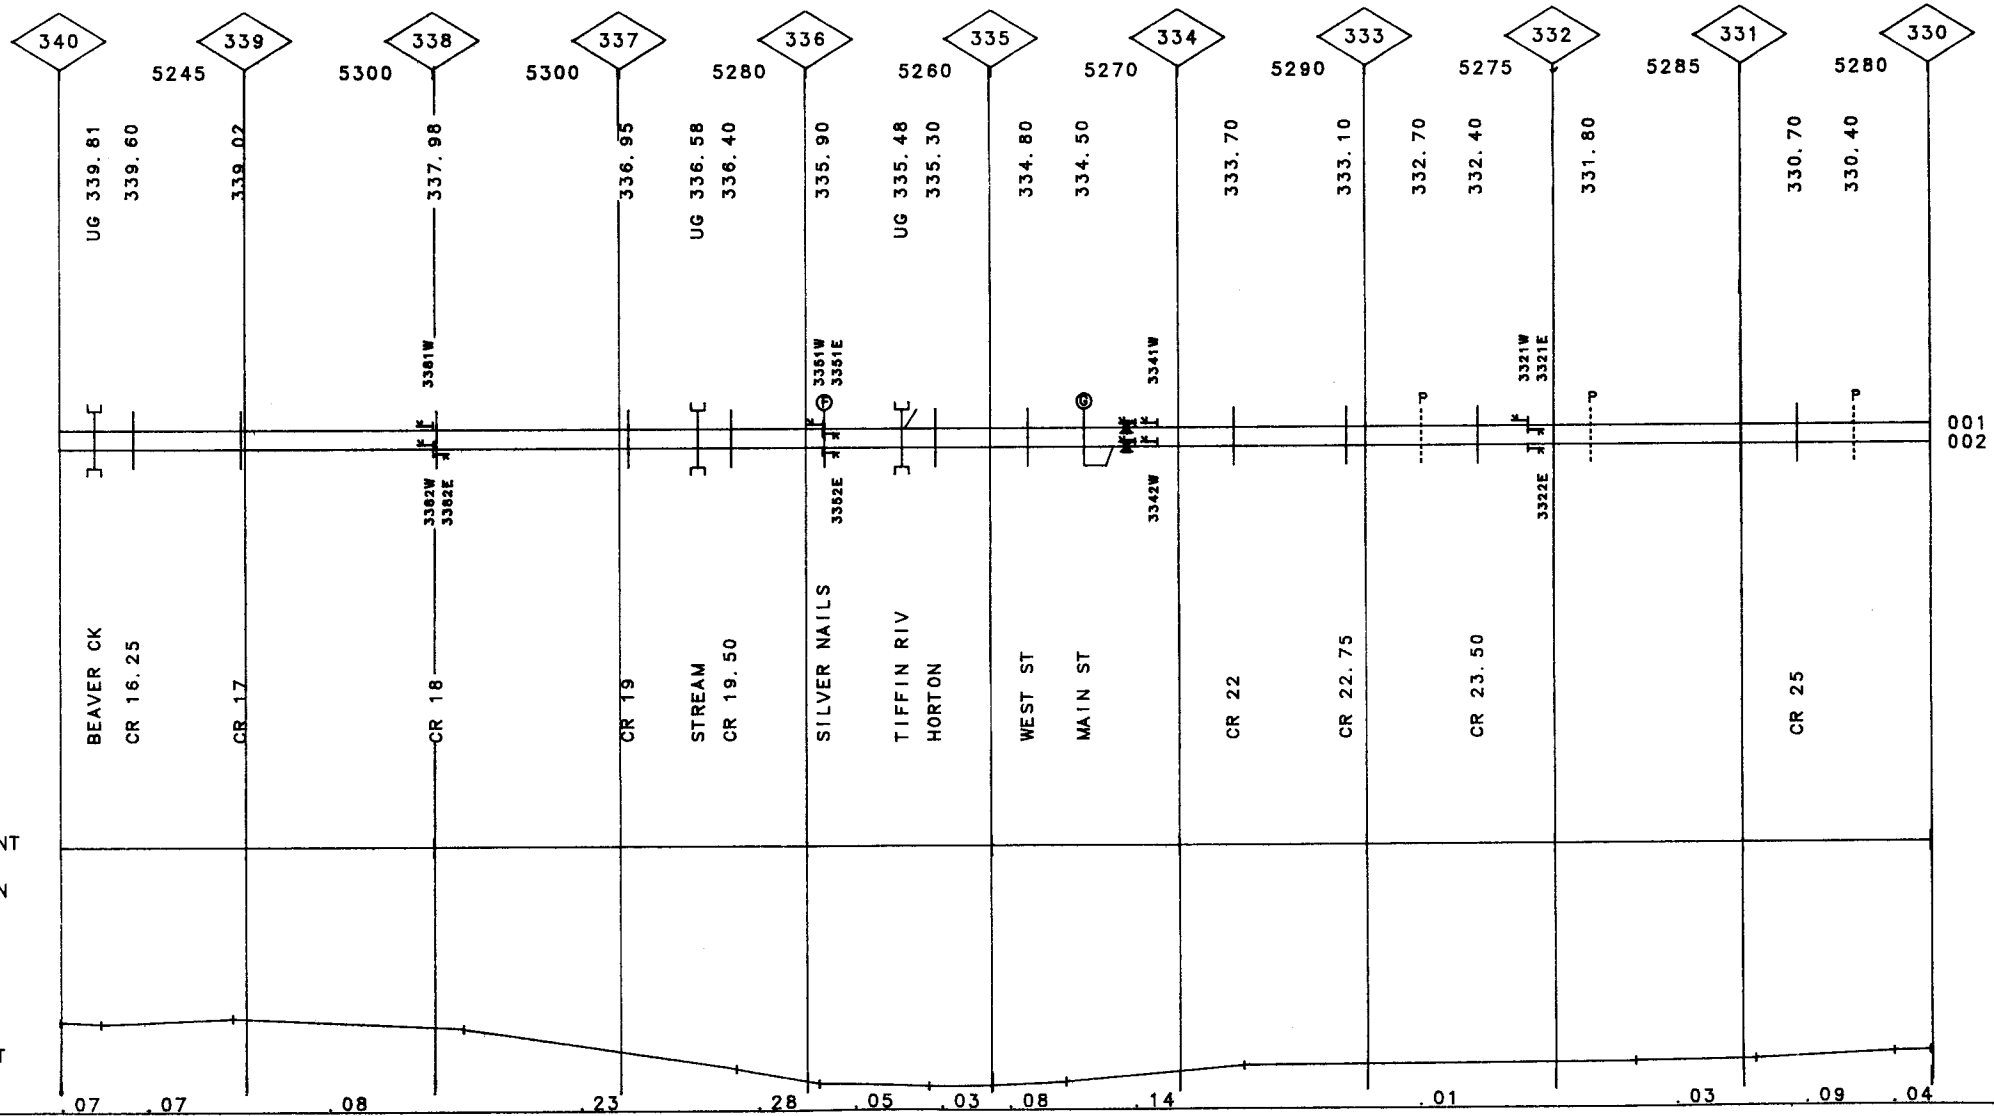 340 339 338 337 336 335 334 333 332 331 330
5245 5300 5300 5280 5260 5270 5290 5275 5285 5280
UG 339.81
339.60
339.02
337.98
336.95
UG 336.58
336.40
335.90
UG 335.48
335.30
334.80
334.50
333.70
333.10
332.70
332.40
331.80
330.70
330.40
3381W
3351W
3351E
3341W
3321W
3321E
F G P P P
001
002
3382W
3382E
3352E
3342W
3322E
BEAVER CK
CR 16.25
CR 17
CR 18
CR 19
STREAM
CR 19.50
SILVER NAILS
TIFFIN RIV
HORTON
WEST ST
MAIN ST
CR 22
CR 22.75
CR 23.50
CR 25
NT
N
T
.07 .07 .08 .23 .28 .05 .03 .08 .14 .01 .03 .09 .04